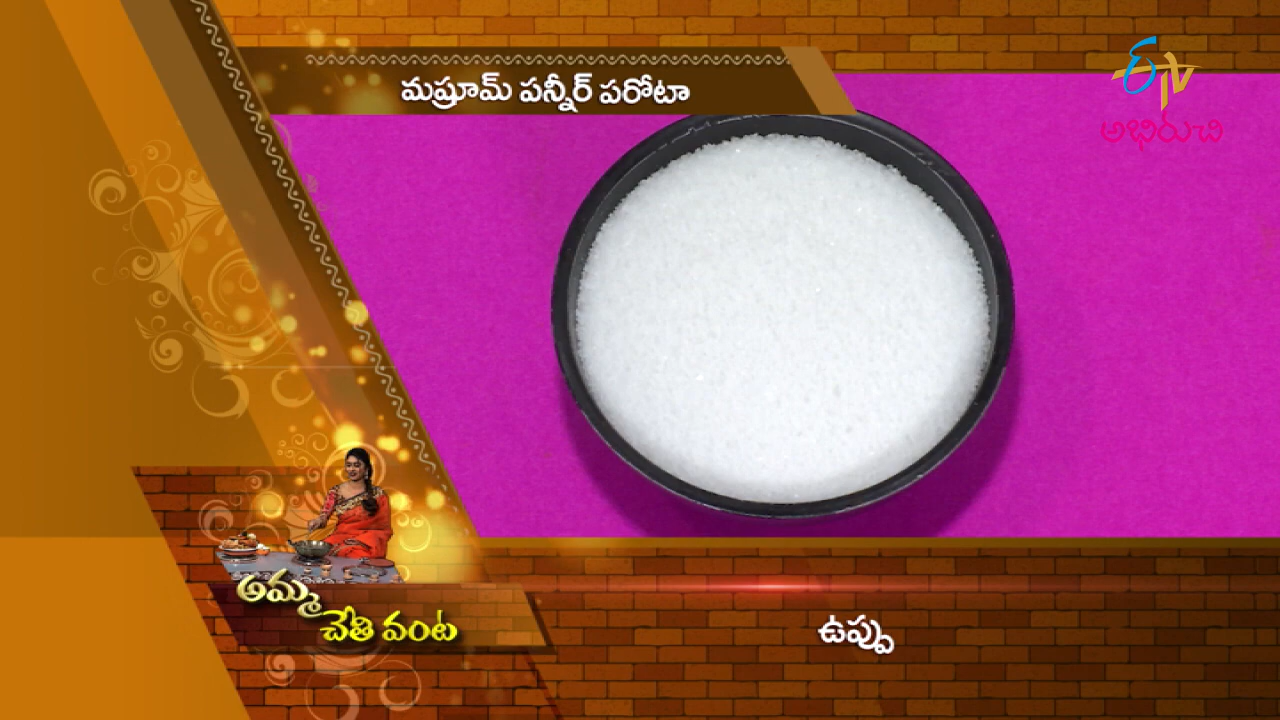 మష్రూమ్ పన్నీర్ పరోటా
ETV
అభిరుచి
అమ్మ
చేతి వంట
ఉప్పు